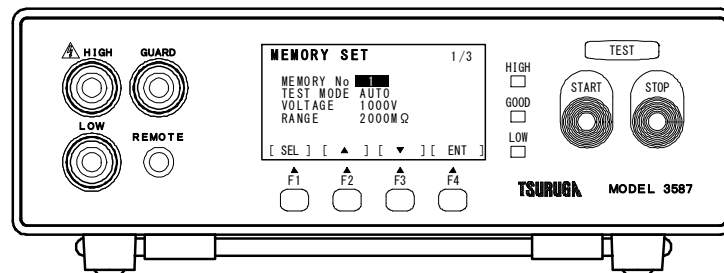 HIGH GUARD
LOW
REMOTE
MEMORY SET 1/3
MEMORY No 1
TEST MODE AUTO
VOLTAGE 1000V
RANGE 2000MΩ
[ SEL ] [ ▲ ] [ ▼ ] [ ENT ]
F1 F2 F3 F4
HIGH
GOOD
LOW
TEST
START STOP
TSURUGA MODEL 3587